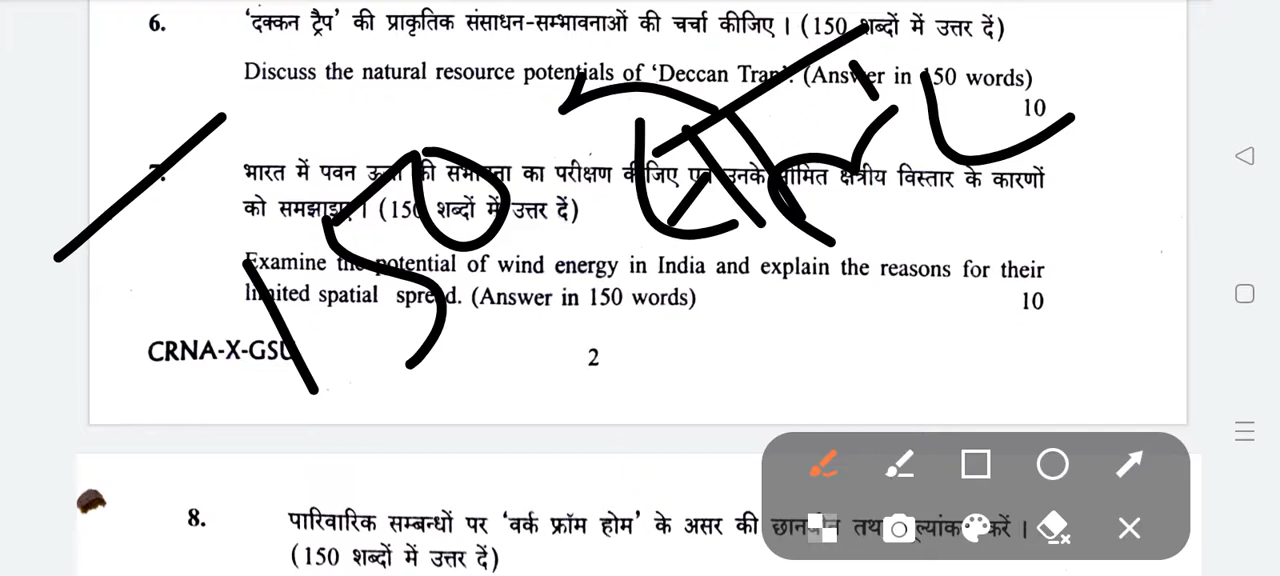 6. 'दक्कन ट्रैप' की प्राकृतिक संसाधन-सम्भावनाओं की चर्चा कीजिए । (150 शब्दों में उत्तर दें)
Discuss the natural resource potentials of 'Deccan Trap'. (Answer in 150 words)
10
7. भारत में पवन ऊर्जा की संभावना का परीक्षण कीजिए एवं उनके सीमित क्षेत्रीय विस्तार के कारणों
को समझाइए । (150 शब्दों में उत्तर दें)
Examine the potential of wind energy in India and explain the reasons for their
limited spatial spread. (Answer in 150 words) 10
150
CRNA-X-GSU 2
8. पारिवारिक सम्बन्धों पर 'वर्क फ्रॉम होम' के असर की छानबीन तथा मूल्यांकन करें ।
(150 शब्दों में उत्तर दें)